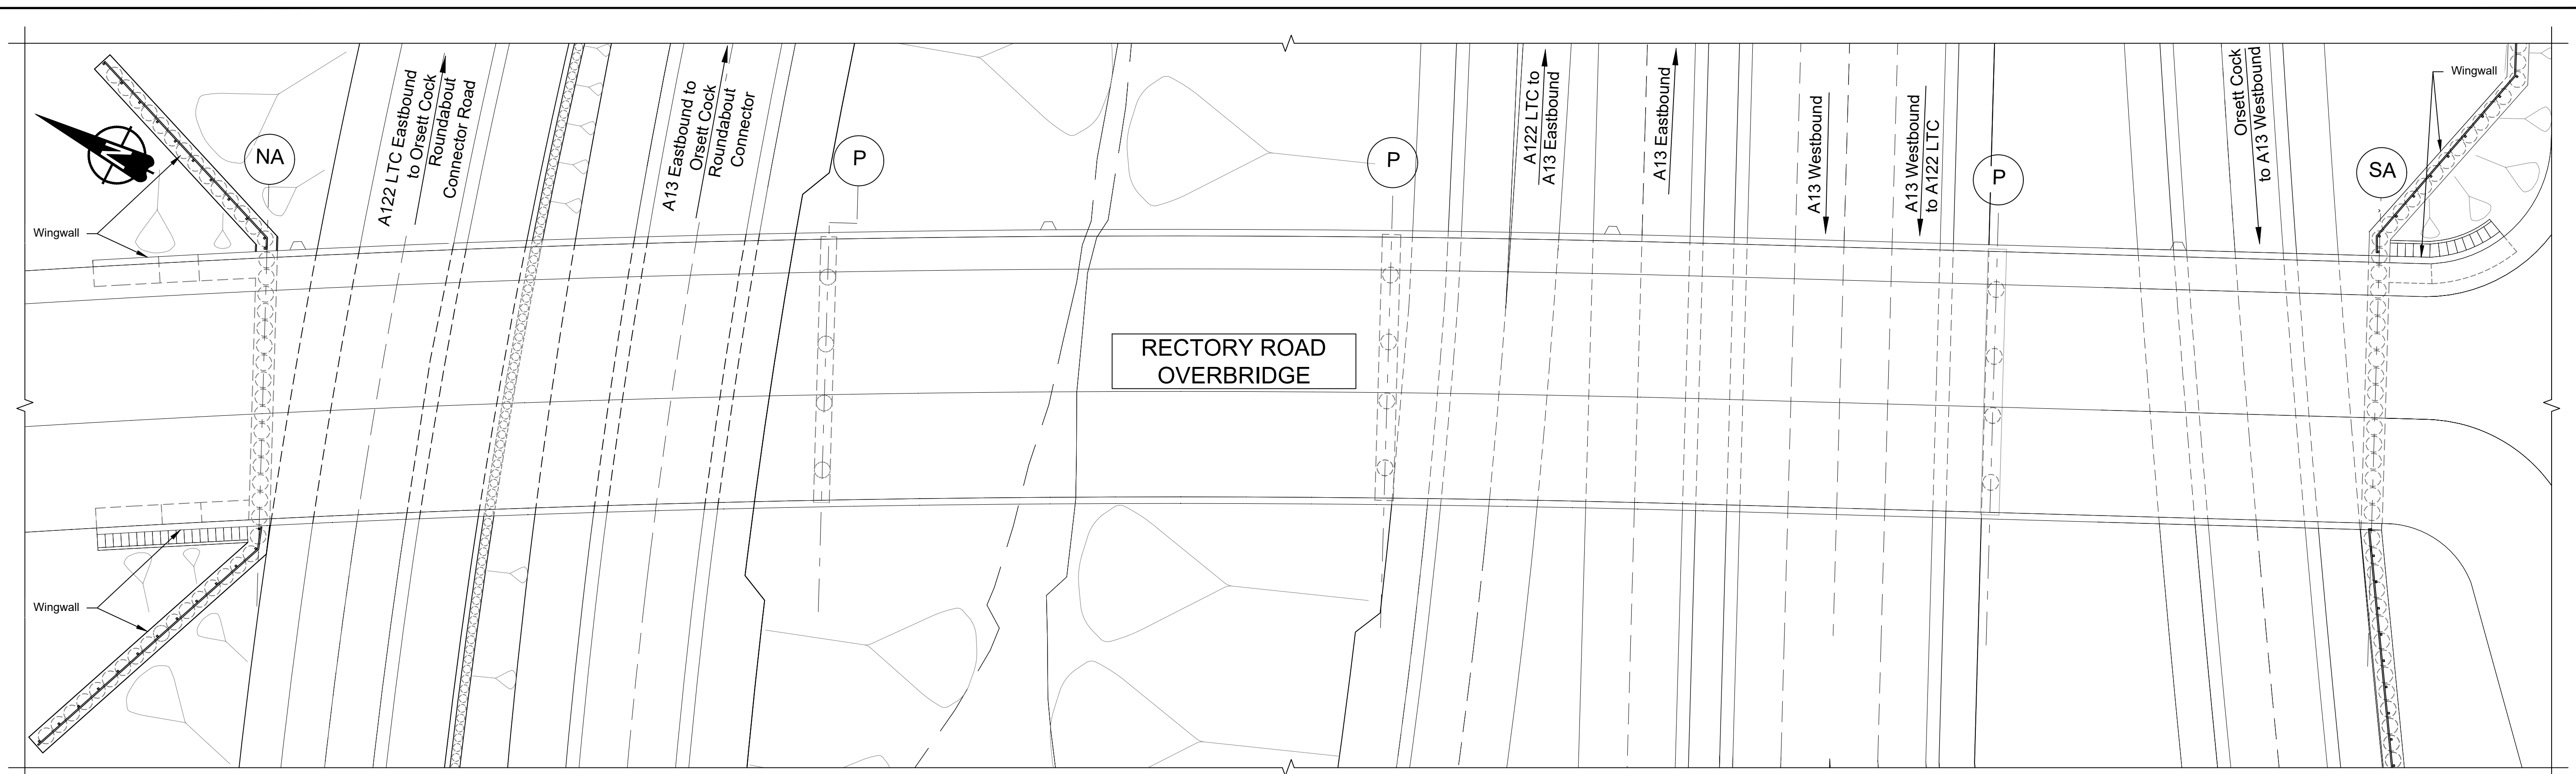 A122 LTC Eastbound
to Orsett Cock
Roundabout
Connector Road
A13 Eastbound to
Orsett Cock
Roundabout
Connector
A122 LTC to
A13 Eastbound
A13 Eastbound
A13 Westbound
A13 Westbound
to A122 LTC
Orsett Cock
to A13 Westbound
Wingwall
N
NA
P
P
P
SA
Wingwall
RECTORY ROAD
OVERBRIDGE
Wingwall